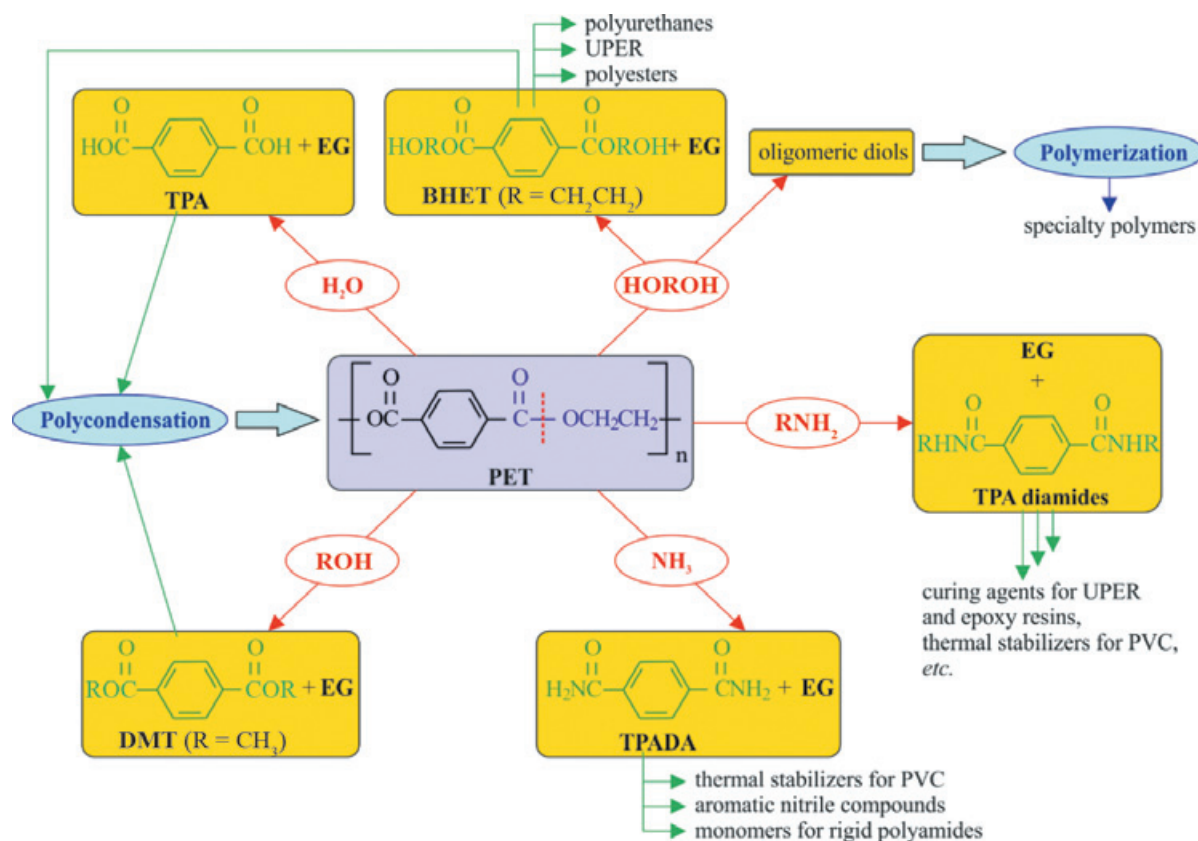 polyurethanes
UPER
polyesters
O
O
HOC
COH + EG
TPA
O
O
HOROC
COROH+ EG
BHET (R = CH₂CH₂)
oligomeric diols
Polymerization
specialty polymers
H₂O
HOROH
EG
+
O
O
RHNC
CNHR
TPA diamides
Polycondensation
O
O
OC
C
OCH₂CH₂
n
PET
RNH₂
ROH
NH₃
curing agents for UPER
and epoxy resins,
thermal stabilizers for PVC,
etc.
O
O
ROC
COR + EG
DMT (R = CH₃)
O
O
H₂NC
CNH₂ + EG
TPADA
thermal stabilizers for PVC
aromatic nitrile compounds
monomers for rigid polyamides